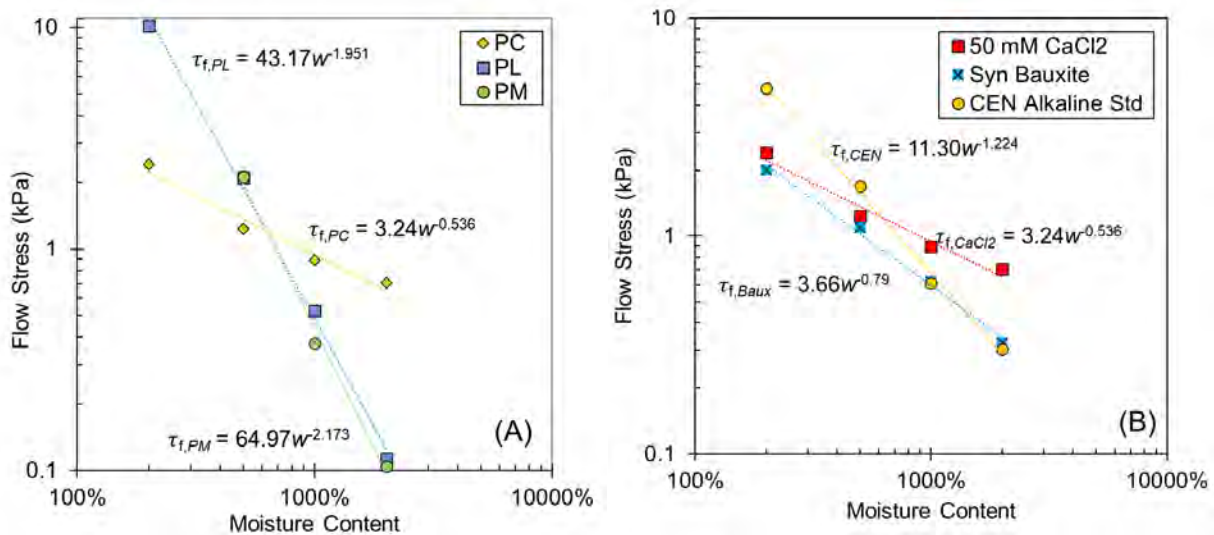 10
1
0.1
Flow Stress (kPa)
τf,PL = 43.17w^-1.951
PC
PL
PM
τf,PC = 3.24w^-0.536
τf,PM = 64.97w^-2.173
(A)
100% 1000% 10000%
Moisture Content
10
1
0.1
Flow Stress (kPa)
50 mM CaCl2
Syn Bauxite
CEN Alkaline Std
τf,CEN = 11.30w^-1.224
τf,CaCl2 = 3.24w^-0.536
τf,Baux = 3.66w^-0.79
(B)
100% 1000% 10000%
Moisture Content